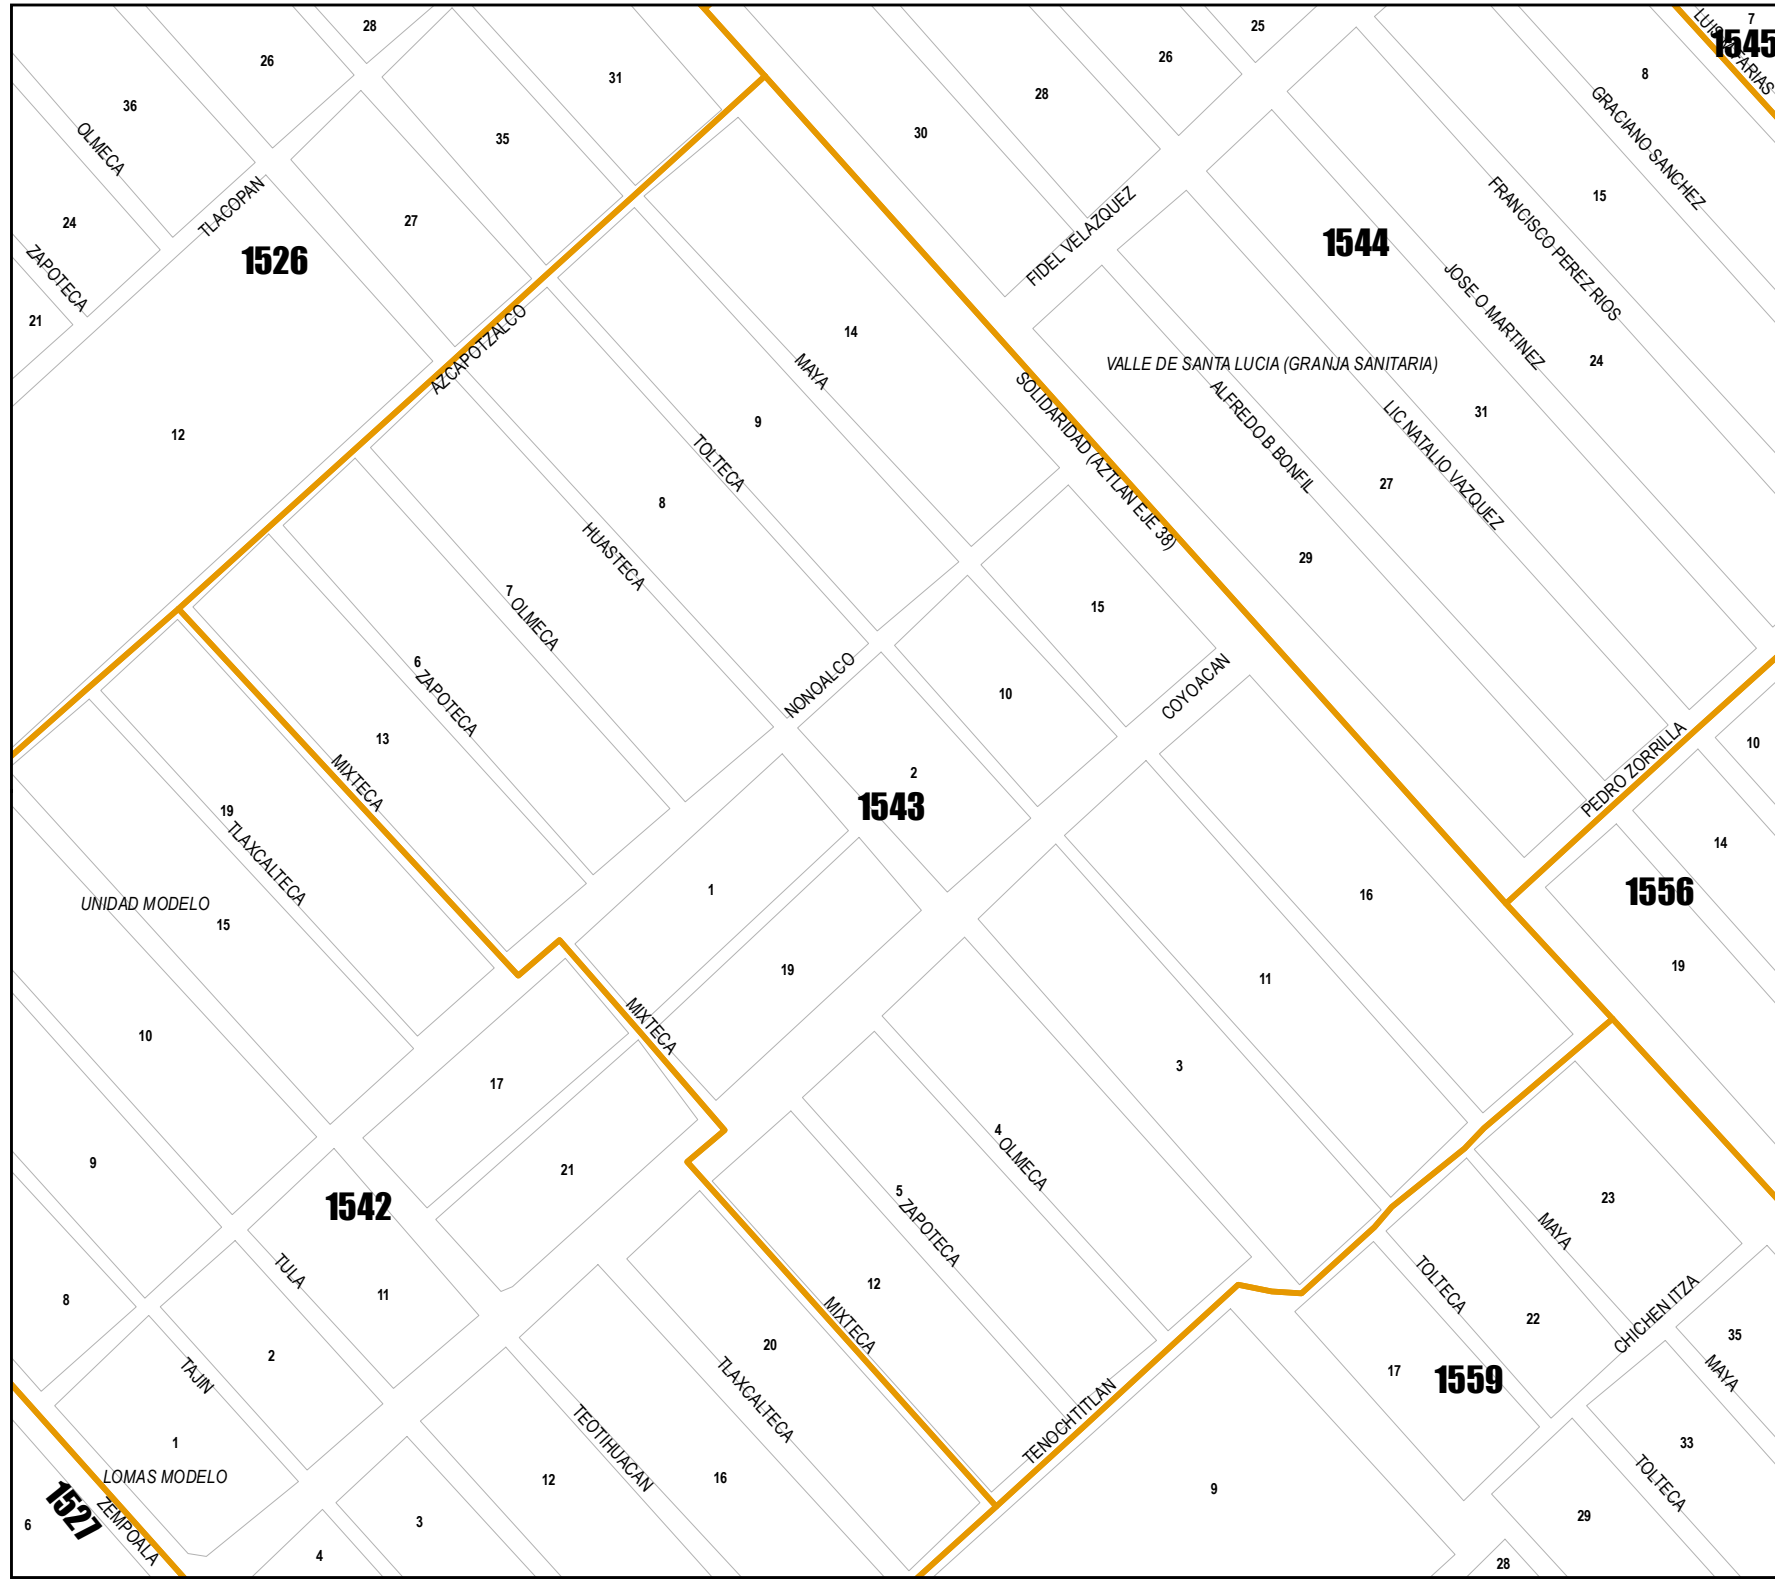 28
25
7
26
26
1545
LUIS M FARIAS
31
8
28
36
GRACIANO SANCHEZ
30
35
OLMECA
15
TLACOPAN
27
24
FRANCISCO PEREZ RIOS
FIDEL VELAZQUEZ
1544
1526
ZAPOTECA
JOSE O MARTINEZ
21
14
AZCAPOTZALCO
24
VALLE DE SANTA LUCIA (GRANJA SANITARIA)
MAYA
31
9
ALFREDO B BONFIL
12
SOLIDARIDAD (AZTLAN EJE 38)
LIC NATALIO VAZQUEZ
TOLTECA
27
8
HUASTECA
29
7
OLMECA
15
6
ZAPOTECA
NONOALCO
COYOACAN
10
13
10
MIXTECA
2
PEDRO ZORRILLA
1543
19
TLAXCALTECA
14
1
1556
16
UNIDAD MODELO
15
19
19
11
MIXTECA
10
3
17
4
OLMECA
9
21
5
ZAPOTECA
23
1542
MAYA
TULA
12
TOLTECA
11
8
MIXTECA
CHICHEN ITZA
22
35
20
2
TAJIN
TLAXCALTECA
17
1559
MAYA
TEOTIHUACAN
TENOCHTITLAN
1
33
LOMAS MODELO
12
16
9
TOLTECA
1527
ZEMPOALA
6
3
29
4
28